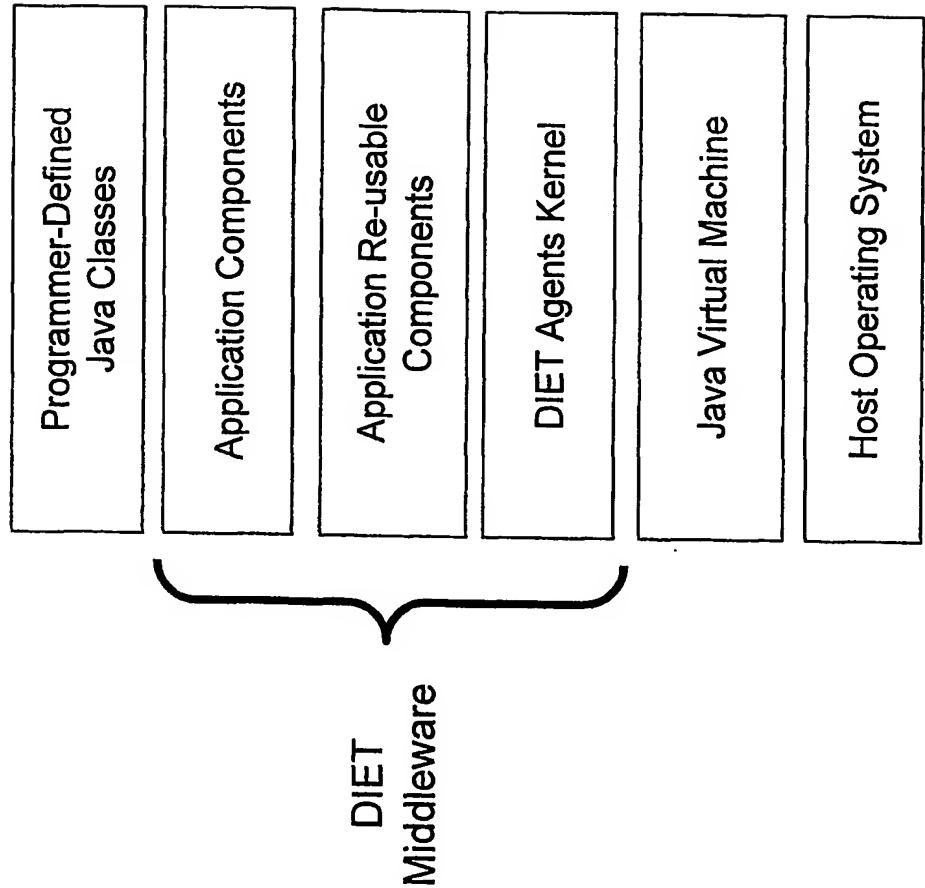 Programmer-Defined
Java Classes
Application Components
Application Re-usable
Components
DIET Agents Kernel
Java Virtual Machine
Host Operating System
DIET
Middleware